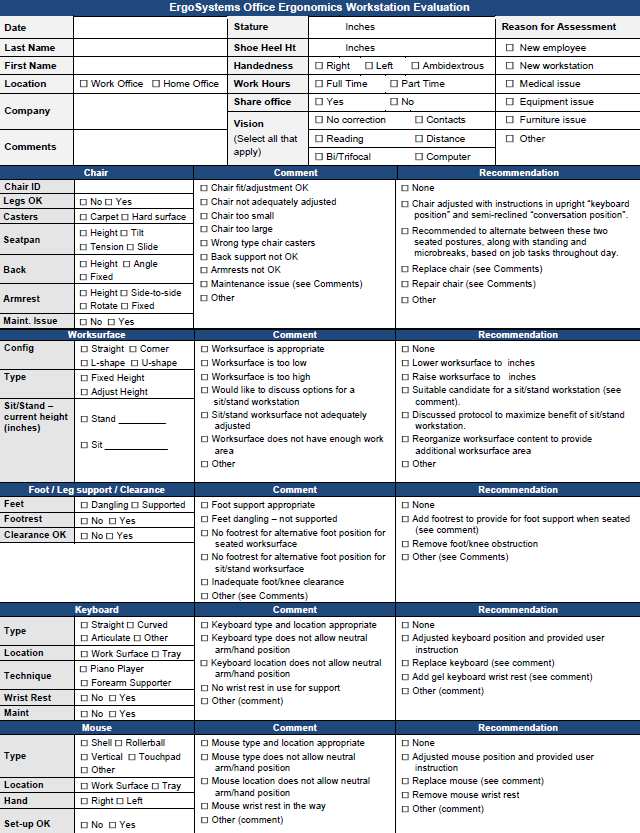 ErgoSystems Office Ergonomics Workstation Evaluation
Date
Stature Inches
Reason for Assessment
Last Name
Shoe Heel Ht Inches
☐ New employee
First Name
Handedness ☐ Right ☐ Left ☐ Ambidextrous
☐ New workstation
Location ☐ Work Office ☐ Home Office
Work Hours ☐ Full Time ☐ Part Time
☐ Medical issue
Company
Share office ☐ Yes ☐ No
☐ Equipment issue
Vision
(Select all that
apply)
☐ No correction ☐ Contacts
☐ Furniture issue
Comments
☐ Reading ☐ Distance
☐ Other
☐ Bi/Trifocal ☐ Computer
Chair Comment Recommendation
Chair ID
Legs OK ☐ No ☐ Yes
Casters ☐ Carpet ☐ Hard surface
Seatpan ☐ Height ☐ Tilt
☐ Tension ☐ Slide
Back ☐ Height ☐ Angle
☐ Fixed
Armrest ☐ Height ☐ Side-to-side
☐ Rotate ☐ Fixed
Maint. Issue ☐ No ☐ Yes
☐ Chair fit/adjustment OK
☐ Chair not adequately adjusted
☐ Chair too small
☐ Chair too large
☐ Wrong type chair casters
☐ Back support not OK
☐ Armrests not OK
☐ Maintenance issue (see Comments)
☐ Other
☐ None
☐ Chair adjusted with instructions in upright “keyboard
position” and semi-reclined “conversation position”.
☐ Recommended to alternate between these two
seated postures, along with standing and
microbreaks, based on job tasks throughout day.
☐ Replace chair (see Comments)
☐ Repair chair (see Comments)
☐ Other
Worksurface Comment Recommendation
Config ☐ Straight ☐ Corner
☐ L-shape ☐ U-shape
Type ☐ Fixed Height
☐ Adjust Height
Sit/Stand –
current height
(inches)
☐ Stand _________
☐ Sit ____________
☐ Worksurface is appropriate
☐ Worksurface is too low
☐ Worksurface is too high
☐ Would like to discuss options for a
sit/stand workstation
☐ Sit/stand worksurface not adequately
adjusted
☐ Worksurface does not have enough work
area
☐ Other
☐ None
☐ Lower worksurface to inches
☐ Raise worksurface to inches
☐ Suitable candidate for a sit/stand workstation (see
comment).
☐ Discussed protocol to maximize benefit of sit/stand
workstation.
☐ Reorganize worksurface content to provide
additional worksurface area
☐ Other
Foot / Leg support / Clearance Comment Recommendation
Feet ☐ Dangling ☐ Supported
Footrest ☐ No ☐ Yes
Clearance OK ☐ No ☐ Yes
☐ Foot support appropriate
☐ Feet dangling – not supported
☐ No footrest for alternative foot position for
seated worksurface
☐ No footrest for alternative foot position for
sit/stand worksurface
☐ Inadequate foot/knee clearance
☐ Other (see Comments)
☐ None
☐ Add footrest to provide for foot support when seated
(see comment)
☐ Remove foot/knee obstruction
☐ Other (see Comments)
Keyboard Comment Recommendation
Type ☐ Straight ☐ Curved
☐ Articulate ☐ Other
Location ☐ Work Surface ☐ Tray
Technique ☐ Piano Player
☐ Forearm Supporter
Wrist Rest ☐ No ☐ Yes
Maint ☐ No ☐ Yes
☐ Keyboard type and location appropriate
☐ Keyboard type does not allow neutral
arm/hand position
☐ Keyboard location does not allow neutral
arm/hand position
☐ No wrist rest in use for support
☐ Other (comment)
☐ None
☐ Adjusted keyboard position and provided user
instruction
☐ Replace keyboard (see comment)
☐ Add gel keyboard wrist rest (see comment)
☐ Other (comment)
Mouse Comment Recommendation
Type ☐ Shell ☐ Rollerball
☐ Vertical ☐ Touchpad
☐ Other
Location ☐ Work Surface ☐ Tray
Hand ☐ Right ☐ Left
Set-up OK ☐ No ☐ Yes
☐ Mouse type and location appropriate
☐ Mouse type does not allow neutral
arm/hand position
☐ Mouse location does not allow neutral
arm/hand position
☐ Mouse wrist rest in the way
☐ Other (comment)
☐ None
☐ Adjusted mouse position and provided user
instruction
☐ Replace mouse (see comment)
☐ Remove mouse wrist rest
☐ Other (comment)